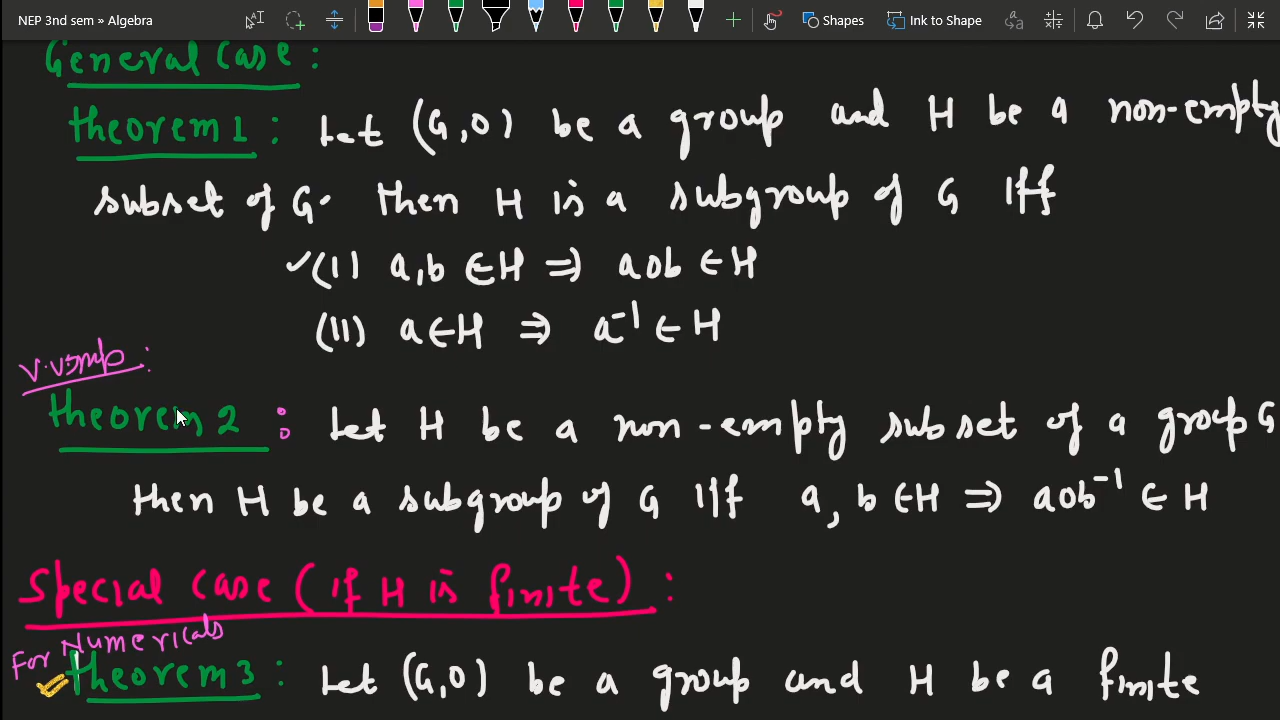 NEP 3nd sem » Algebra
Shapes
Ink to Shape
General Case :
theorem 1 : Let (G,o) be a group and H be a non-empty
subset of G. then H is a subgroup of G Iff
✓(I) a,b ∈ H ⇒ aob ∈ H
(II) a ∈ H ⇒ a⁻¹ ∈ H
V.V.Imp :
theorem 2 : Let H be a non-empty subset of a group G
then H be a subgroup of G Iff a, b ∈ H ⇒ aob⁻¹ ∈ H
Special Case ( If H is finite ) :
For Numericals
theorem 3 : Let (G,o) be a group and H be a finite